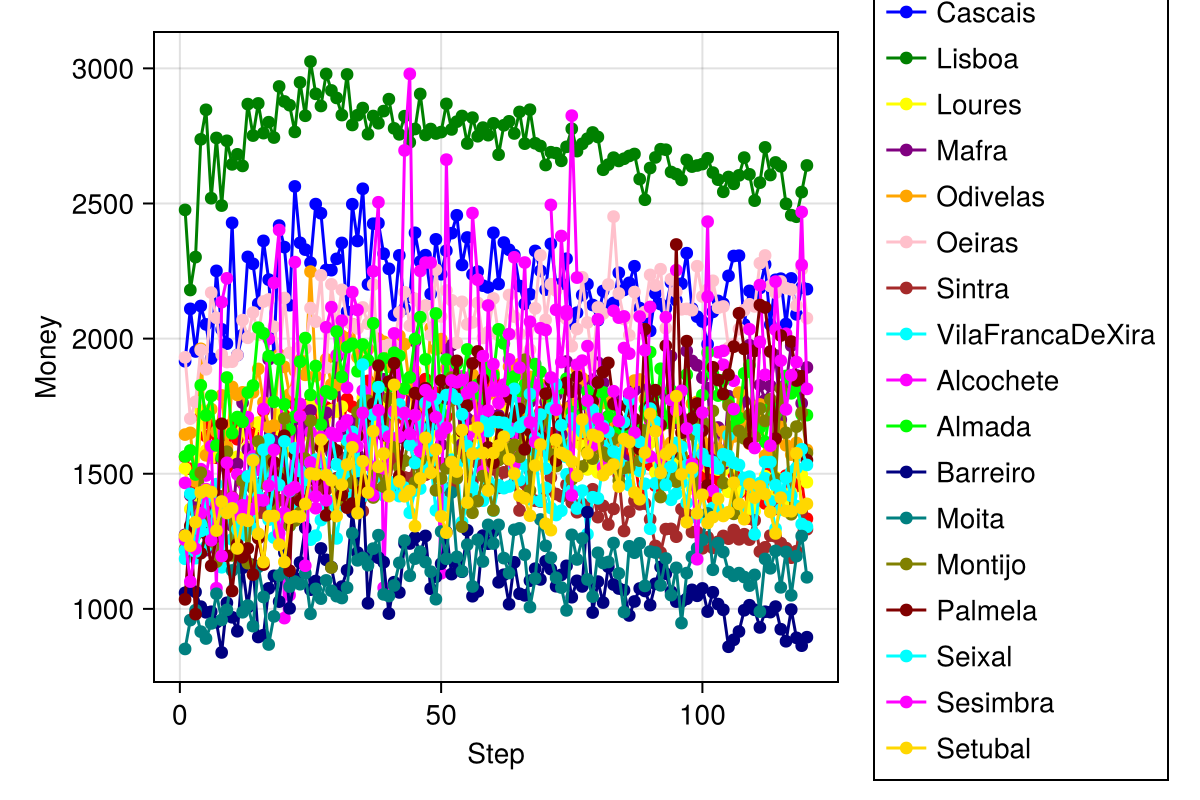 Cascais
Lisboa
Loures
Mafra
Odivelas
Oeiras
Sintra
VilaFrancaDeXira
Alcochete
Almada
Barreiro
Moita
Montijo
Palmela
Seixal
Sesimbra
Setubal
Money
3000
2500
2000
1500
1000
0 50 100
Step